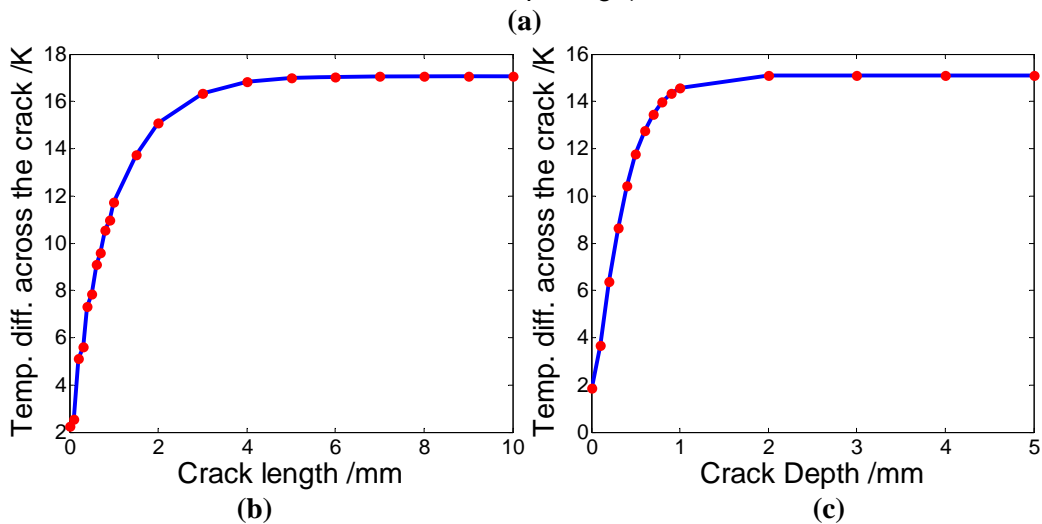 (a)
Temp. diff. across the crack /K
18
16
14
12
10
8
6
4
2
0 2 4 6 8 10
Crack length /mm
(b)
Temp. diff. across the crack /K
16
14
12
10
8
6
4
2
0
0 1 2 3 4 5
Crack Depth /mm
(c)